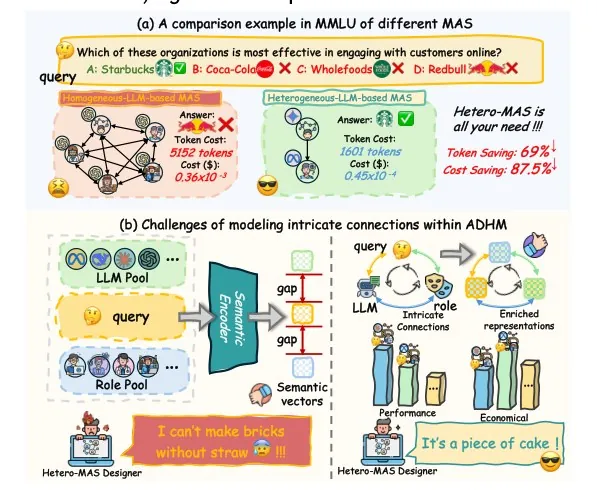 (a) A comparison example in MMLU of different MAS
Which of these organizations is most effective in engaging with customers online?
query
A: Starbucks B: Coca-Cola C: Wholefoods D: Redbull
Homogeneous-LLM-based MAS
Answer:
Token Cost:
5152 tokens
Cost ($):
0.36x10 -3
Heterogeneous-LLM-based MAS
Answer:
Token Cost:
1601 tokens
Cost ($):
0.45x10 -4
Hetero-MAS is
all your need !!!
Token Saving: 69%↓
Cost Saving: 87.5%↓
(b) Challenges of modeling intricate connections within ADHM
LLM Pool
query
Role Pool
Semantic
Encoder
gap
gap
Semantic
vectors
I can't make bricks
without straw !!!
Hetero-MAS Designer
query
LLM
role
Intricate
Connections
Enriched
representations
Performance
Economical
It's a piece of cake !
Hetero-MAS Designer